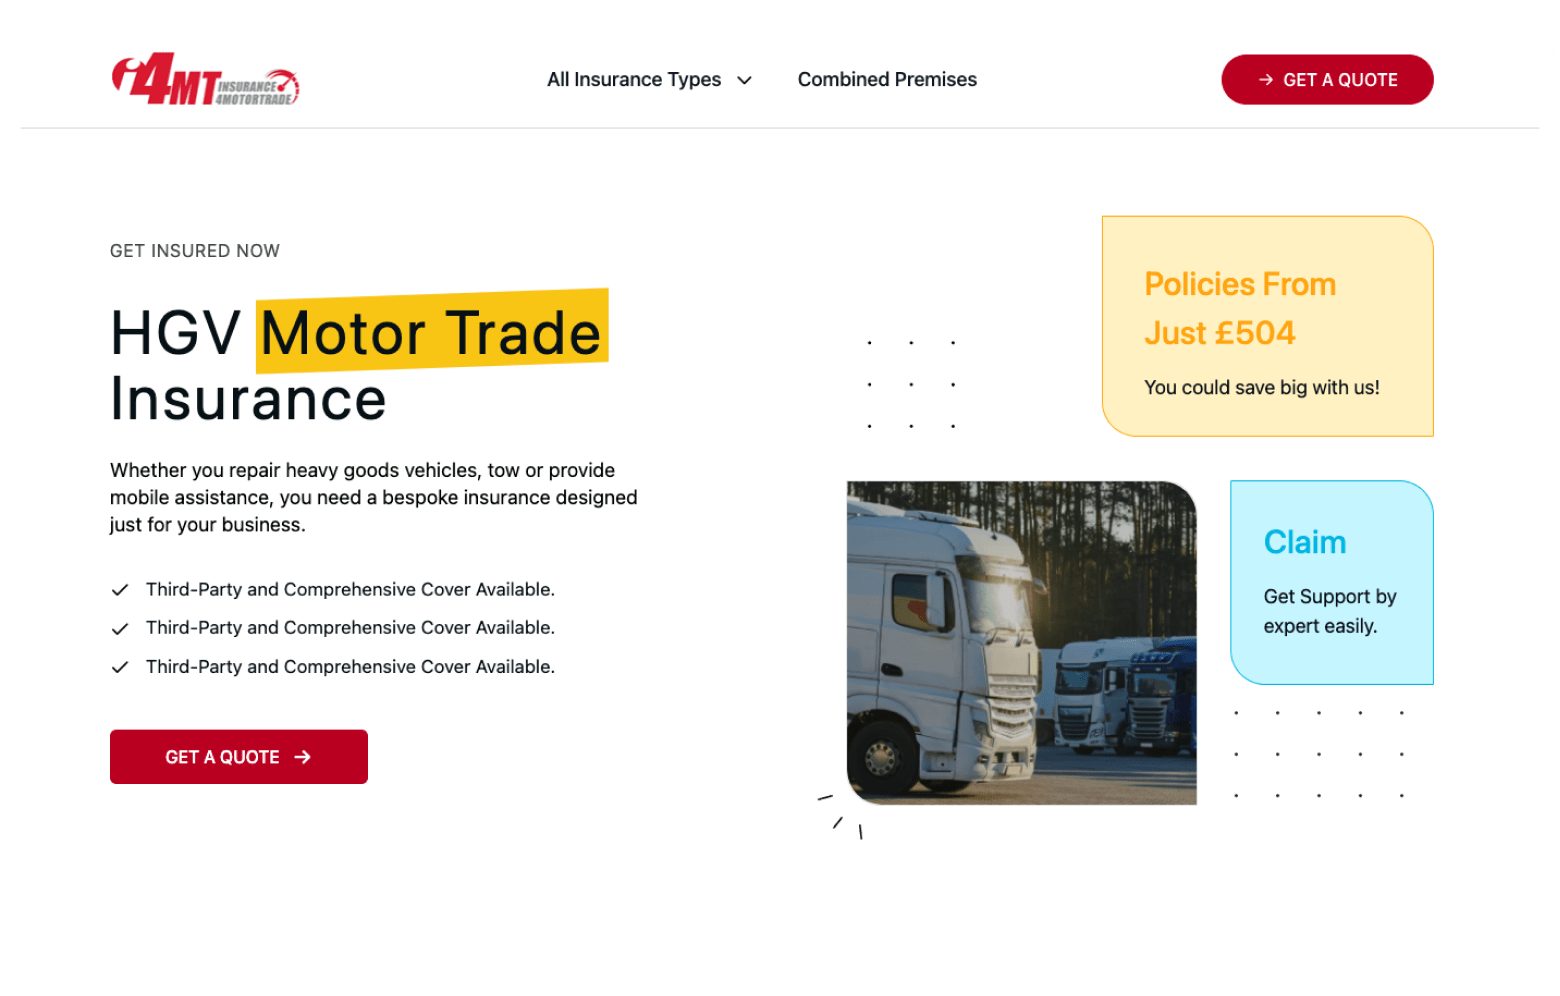 i4MT INSURANCE
4MOTORTRADE
All Insurance Types
Combined Premises
→ GET A QUOTE
GET INSURED NOW
HGV Motor Trade
Insurance
Whether you repair heavy goods vehicles, tow or provide
mobile assistance, you need a bespoke insurance designed
just for your business.
Third-Party and Comprehensive Cover Available.
Third-Party and Comprehensive Cover Available.
Third-Party and Comprehensive Cover Available.
GET A QUOTE →
Policies From
Just £504
You could save big with us!
Claim
Get Support by
expert easily.